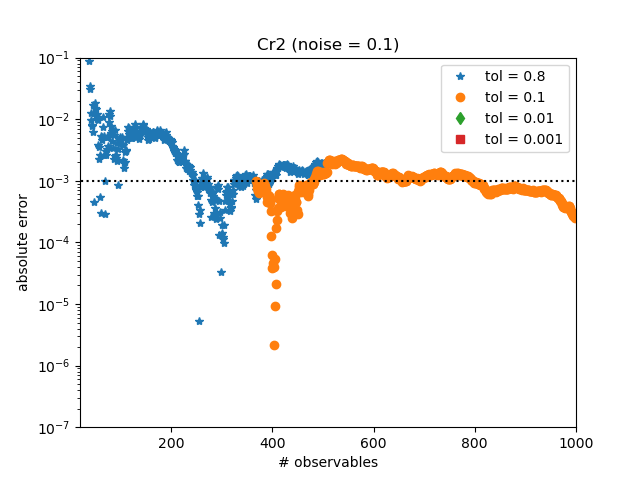 Cr2 (noise = 0.1)
tol = 0.8
tol = 0.1
tol = 0.01
tol = 0.001
absolute error
10⁻¹
10⁻²
10⁻³
10⁻⁴
10⁻⁵
10⁻⁶
10⁻⁷
200 400 600 800 1000
# observables